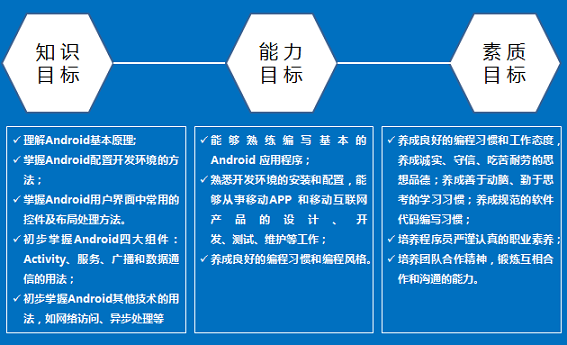 知识
目标
能力
目标
素质
目标
✓理解Android基本原理;
✓掌握Android配置开发环境的方
法；
✓掌握Android用户界面中常用的
控件及布局处理方法。
✓初步掌握Android四大组件：
Activity、服务、广播和数据通
信的用法；
✓初步掌握Android其他技术的用
法，如网络访问、异步处理等
✓能够熟练编写基本的
Android 应用程序；
✓熟悉开发环境的安装和配置，能
够从事移动APP 和移动互联网
产品的设计、开
发、测试、维护等工作；
✓养成良好的编程习惯和编程风格。
✓养成良好的编程习惯和工作态度，
养成诚实、守信、吃苦耐劳的思
想品德；养成善于动脑、勤于思
考的学习习惯；养成规范的软件
代码编写习惯；
✓培养程序员严谨认真的职业素养；
✓培养团队合作精神，锻炼互相合
作和沟通的能力。